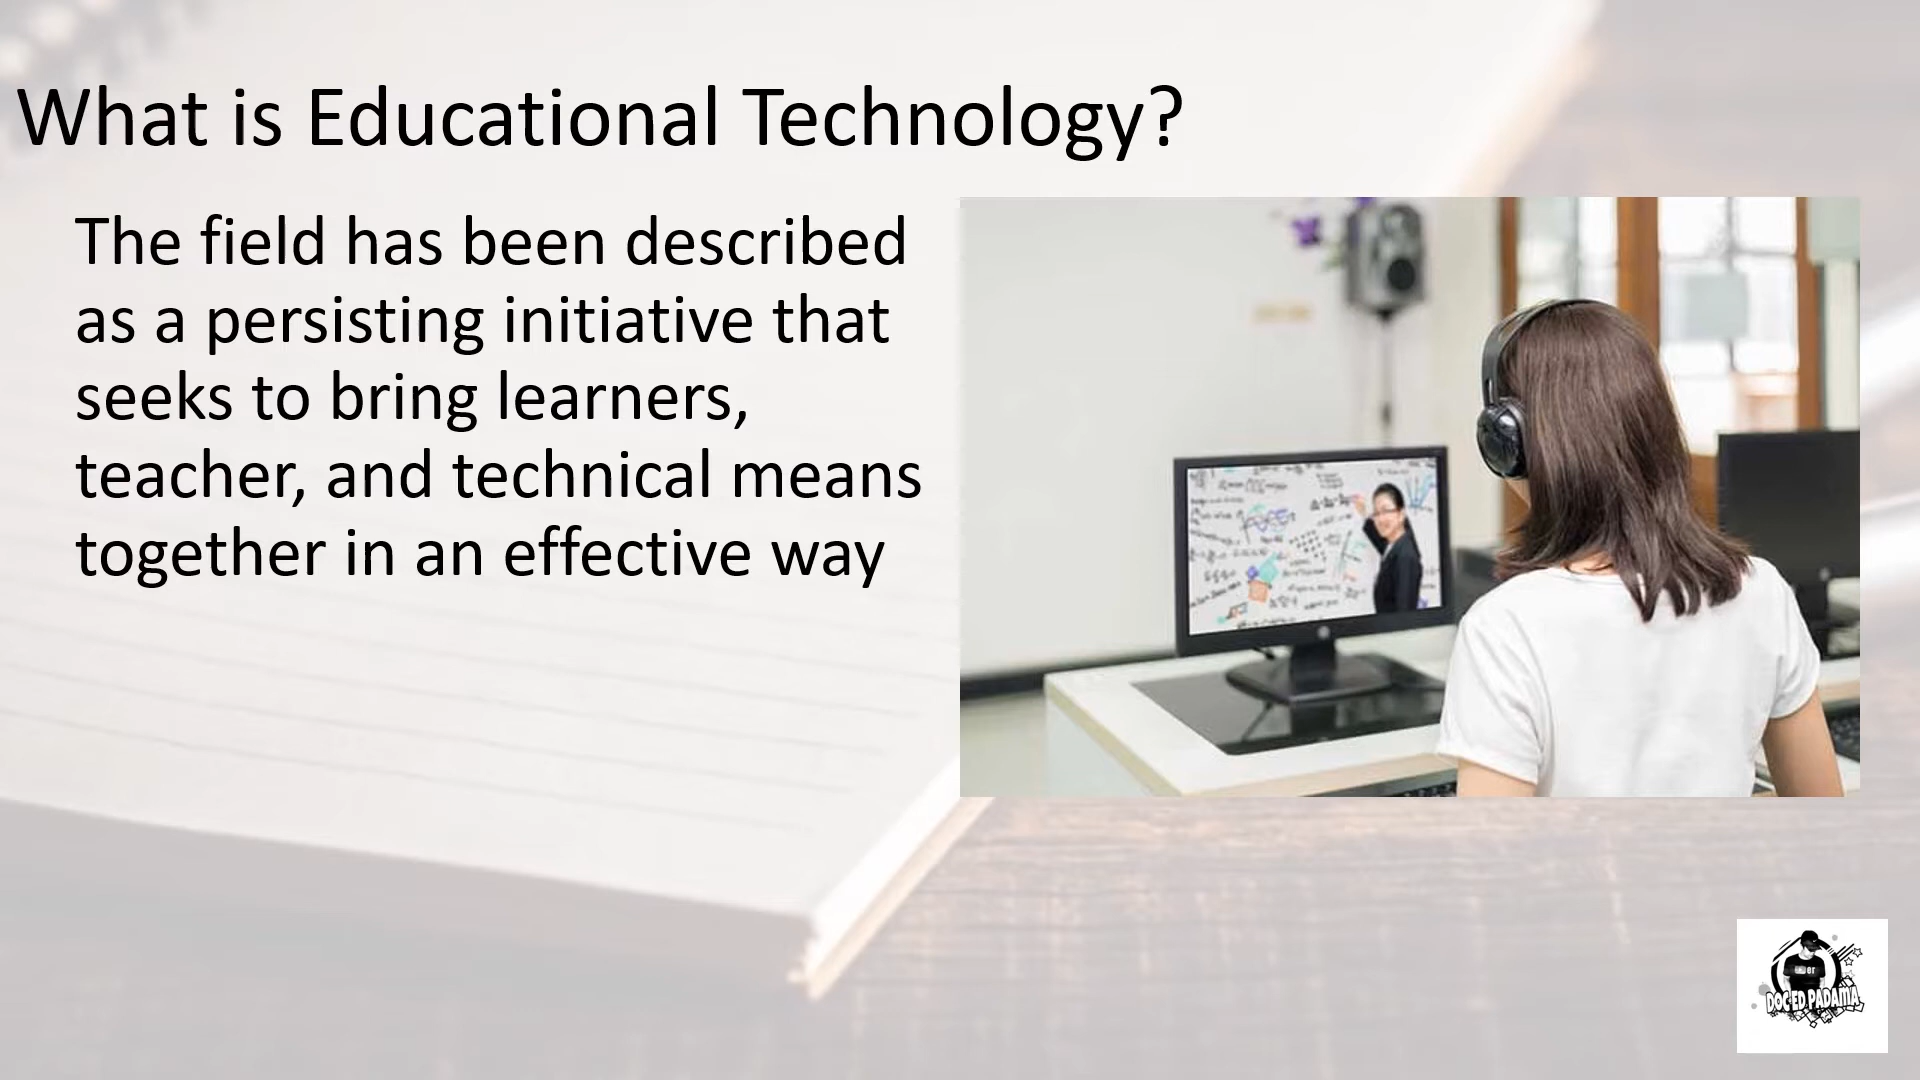 What is Educational Technology?
The field has been described
as a persisting initiative that
seeks to bring learners,
teacher, and technical means
together in an effective way
DOC ED PADAMA